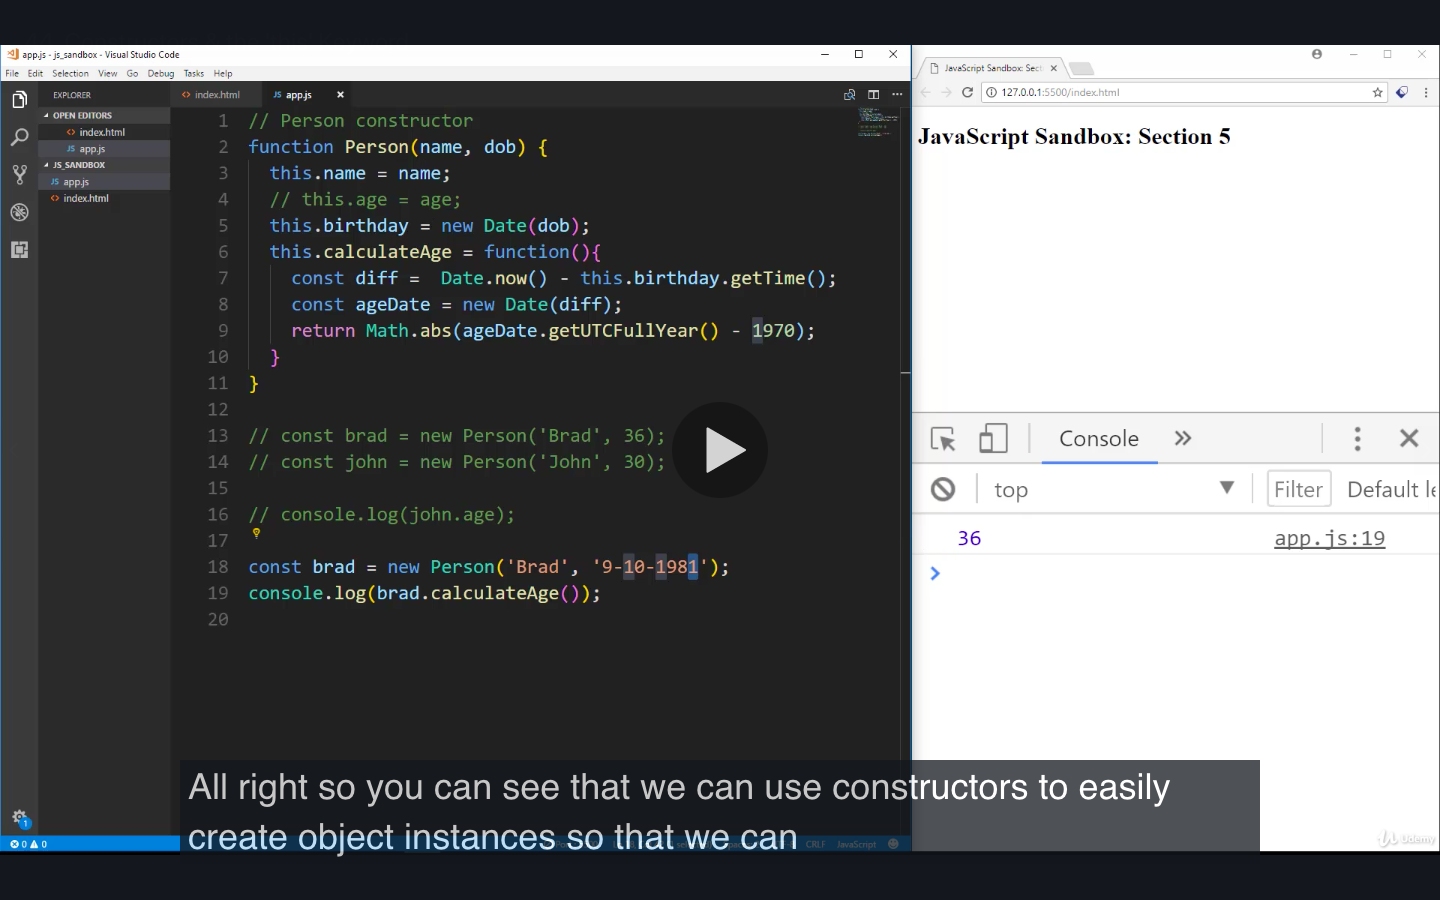 app.js - js_sandbox - Visual Studio Code
File Edit Selection View Go Debug Tasks Help
EXPLORER
OPEN EDITORS
index.html
app.js
JS_SANDBOX
app.js
index.html
index.html
app.js
1 // Person constructor
2 function Person(name, dob) {
3 this.name = name;
4 // this.age = age;
5 this.birthday = new Date(dob);
6 this.calculateAge = function(){
7 const diff =  Date.now() - this.birthday.getTime();
8 const ageDate = new Date(diff);
9 return Math.abs(ageDate.getUTCFullYear() - 1970);
10 }
11 }
12
13 // const brad = new Person('Brad', 36);
14 // const john = new Person('John', 30);
15
16 // console.log(john.age);
17
18 const brad = new Person('Brad', '9-10-1981');
19 console.log(brad.calculateAge());
20
JavaScript Sandbox: Sect
127.0.0.1:5500/index.html
JavaScript Sandbox: Section 5
Console
top
Filter
Default le
36 app.js:19
All right so you can see that we can use constructors to easily
create object instances so that we can
1
0 0
CRLF JavaScript
Udemy